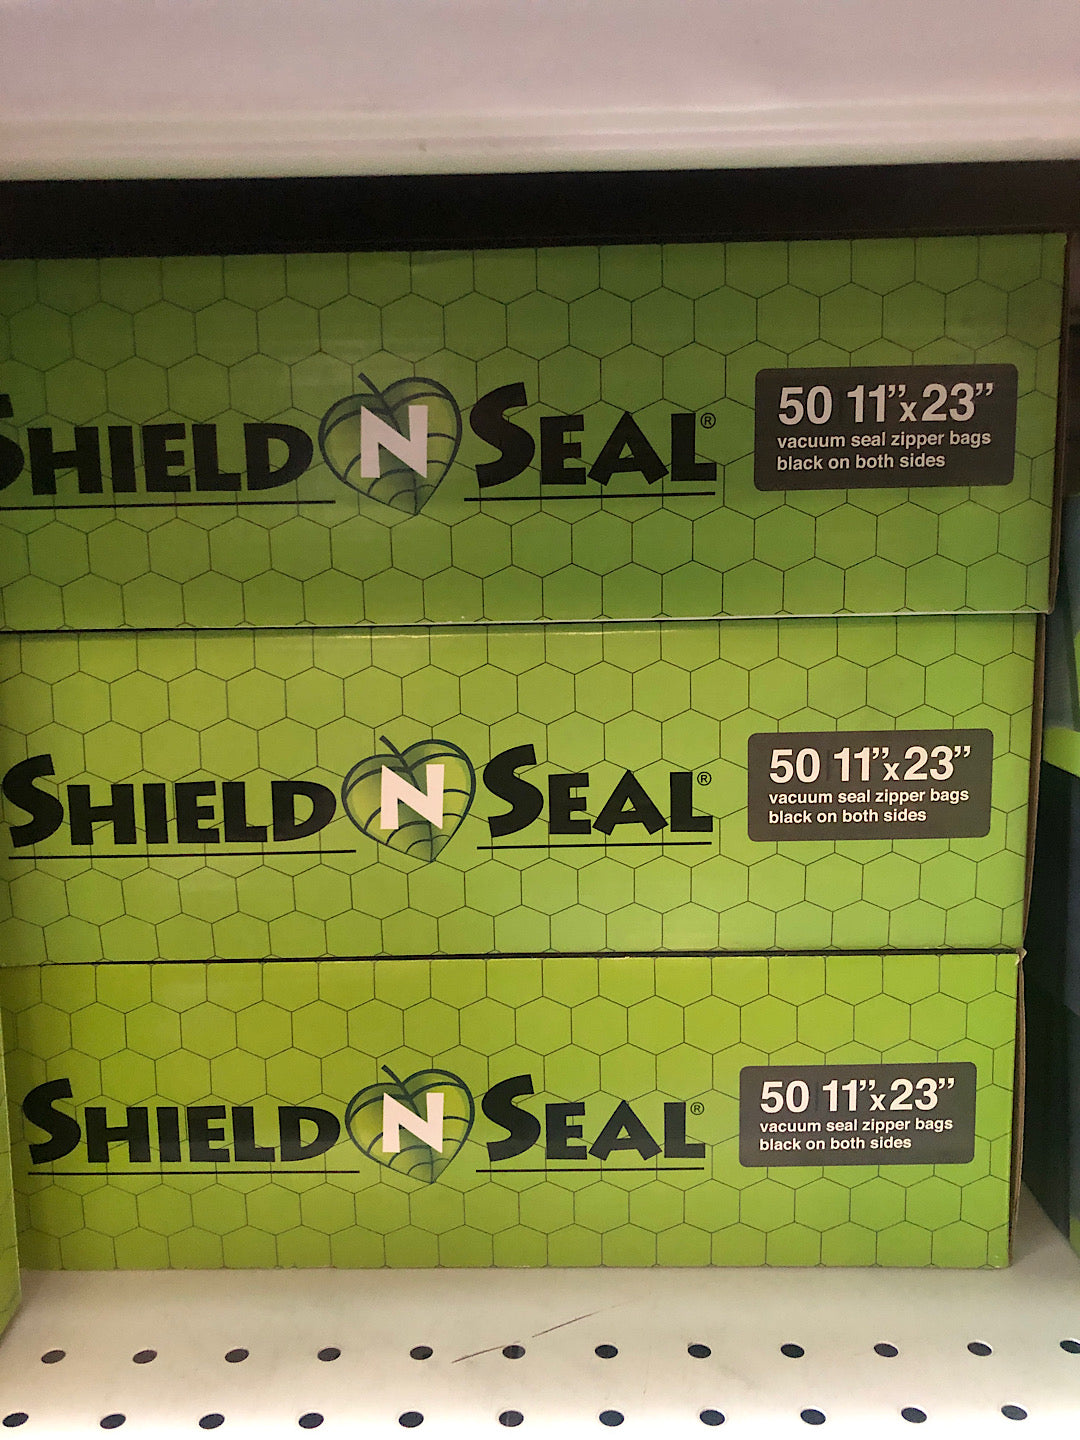 SHIELD N SEAL®
50 11”x23”
vacuum seal zipper bags
black on both sides
SHIELD N SEAL®
50 11”x23”
vacuum seal zipper bags
black on both sides
SHIELD N SEAL®
50 11”x23”
vacuum seal zipper bags
black on both sides